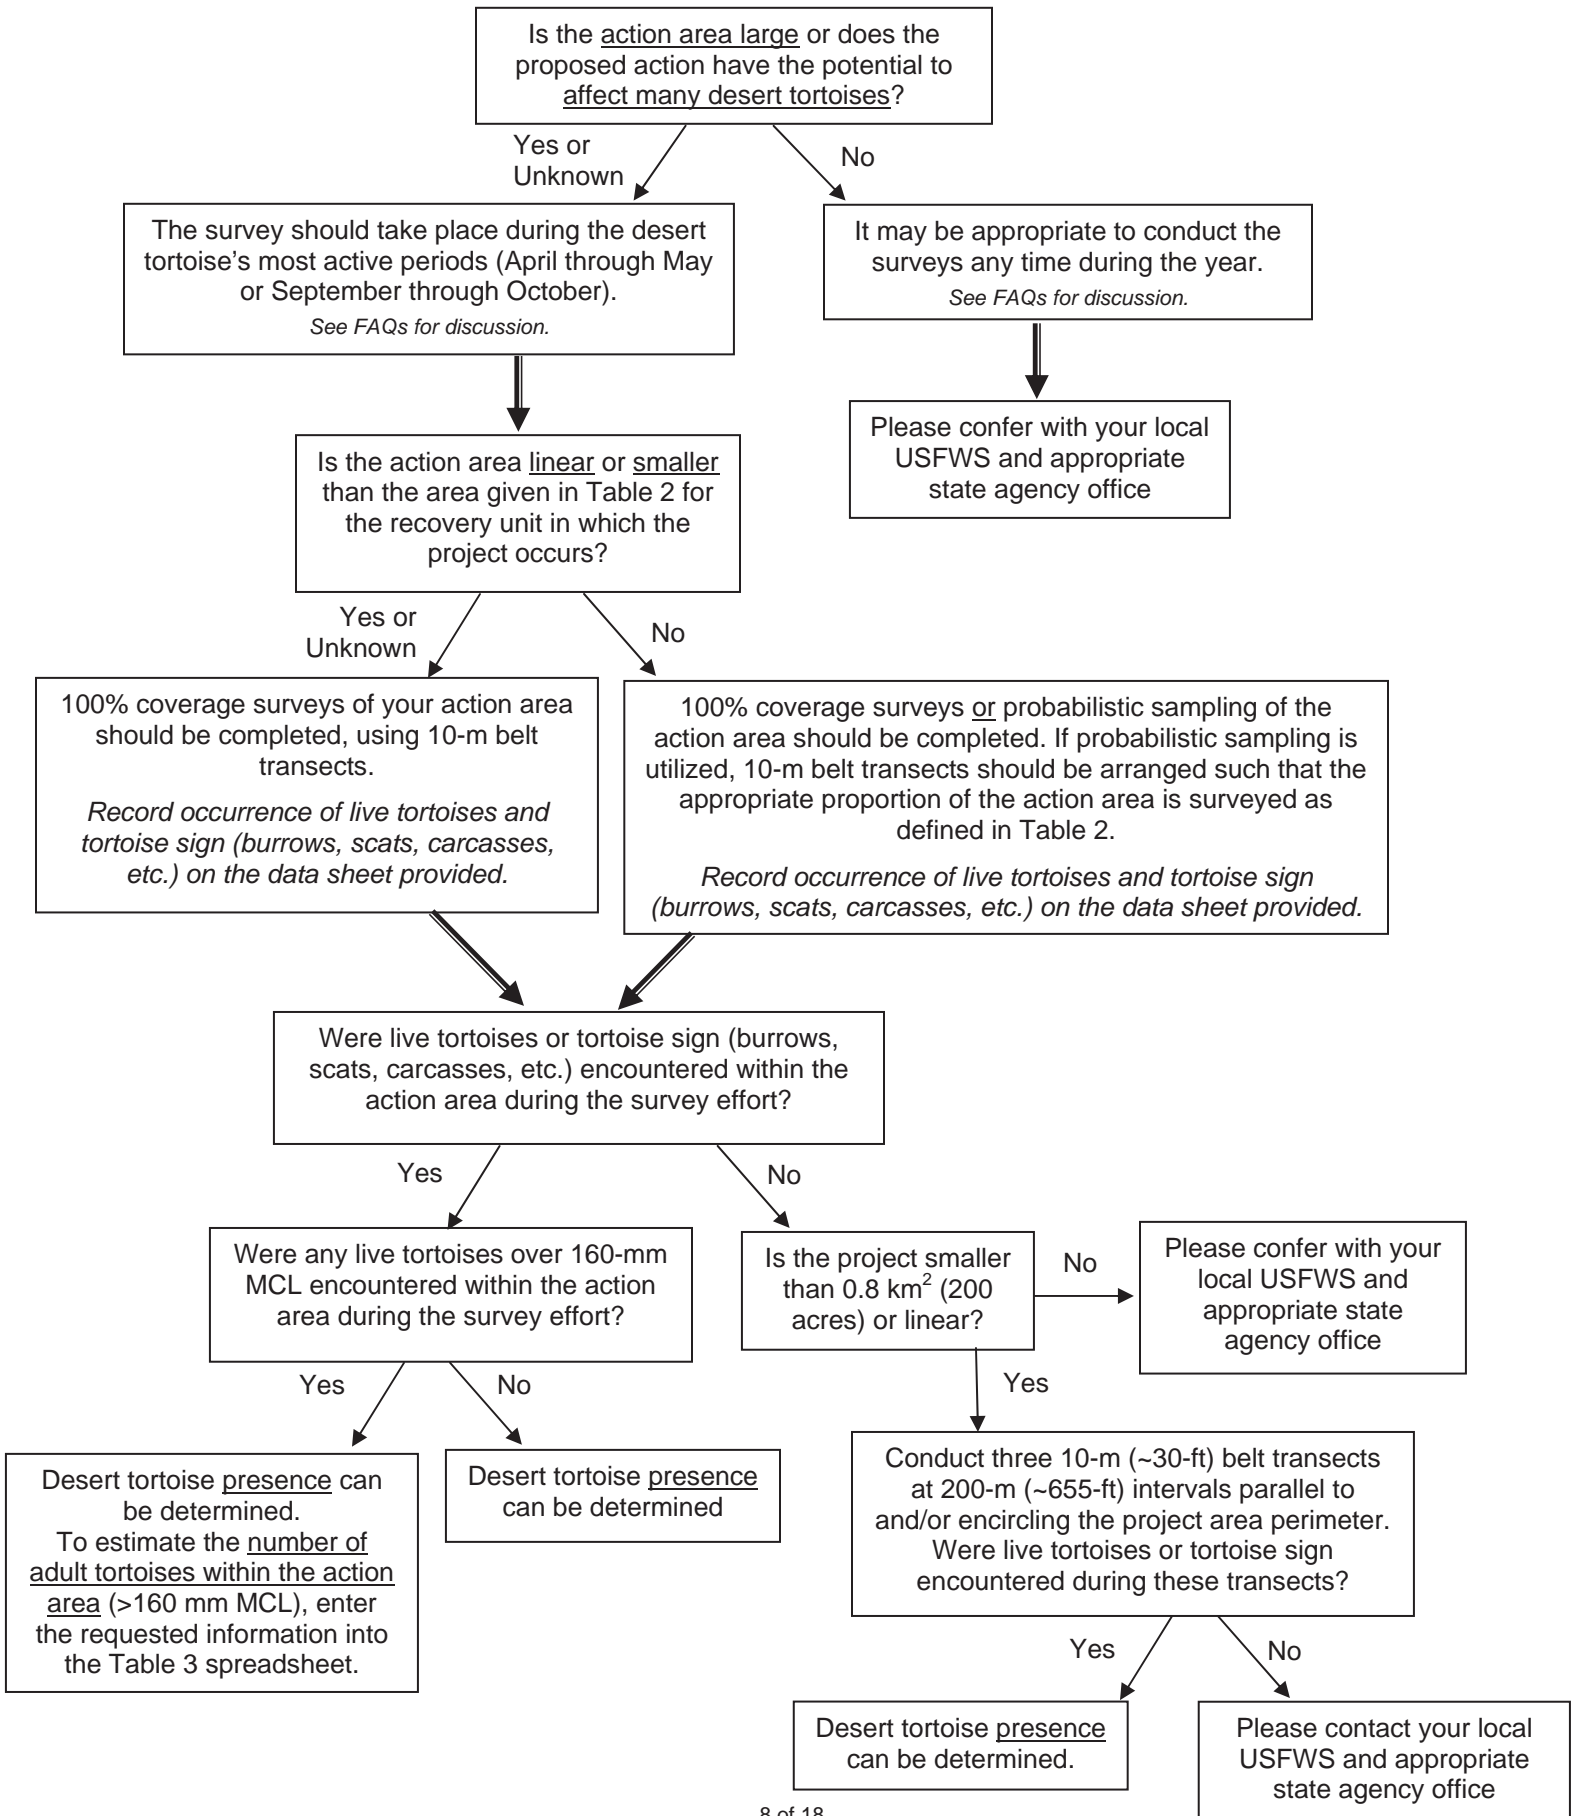 Is the action area large or does the
proposed action have the potential to
affect many desert tortoises?
Yes or
Unknown
No
The survey should take place during the desert
tortoise's most active periods (April through May
or September through October).
See FAQs for discussion.
It may be appropriate to conduct the
surveys any time during the year.
See FAQs for discussion.
Please confer with your local
USFWS and appropriate
state agency office
Is the action area linear or smaller
than the area given in Table 2 for
the recovery unit in which the
project occurs?
Yes or
Unknown
No
100% coverage surveys of your action area
should be completed, using 10-m belt
transects.
Record occurrence of live tortoises and
tortoise sign (burrows, scats, carcasses,
etc.) on the data sheet provided.
100% coverage surveys or probabilistic sampling of the
action area should be completed. If probabilistic sampling is
utilized, 10-m belt transects should be arranged such that the
appropriate proportion of the action area is surveyed as
defined in Table 2.
Record occurrence of live tortoises and tortoise sign
(burrows, scats, carcasses, etc.) on the data sheet provided.
Were live tortoises or tortoise sign (burrows,
scats, carcasses, etc.) encountered within the
action area during the survey effort?
Yes
No
Were any live tortoises over 160-mm
MCL encountered within the action
area during the survey effort?
Is the project smaller
than 0.8 km² (200
acres) or linear?
No
Please confer with your
local USFWS and
appropriate state
agency office
Yes
No
Yes
Desert tortoise presence can
be determined.
To estimate the number of
adult tortoises within the action
area (>160 mm MCL), enter
the requested information into
the Table 3 spreadsheet.
Desert tortoise presence
can be determined
Conduct three 10-m (~30-ft) belt transects
at 200-m (~655-ft) intervals parallel to
and/or encircling the project area perimeter.
Were live tortoises or tortoise sign
encountered during these transects?
Yes
No
Desert tortoise presence
can be determined.
Please contact your local
USFWS and appropriate
state agency office
8 of 18